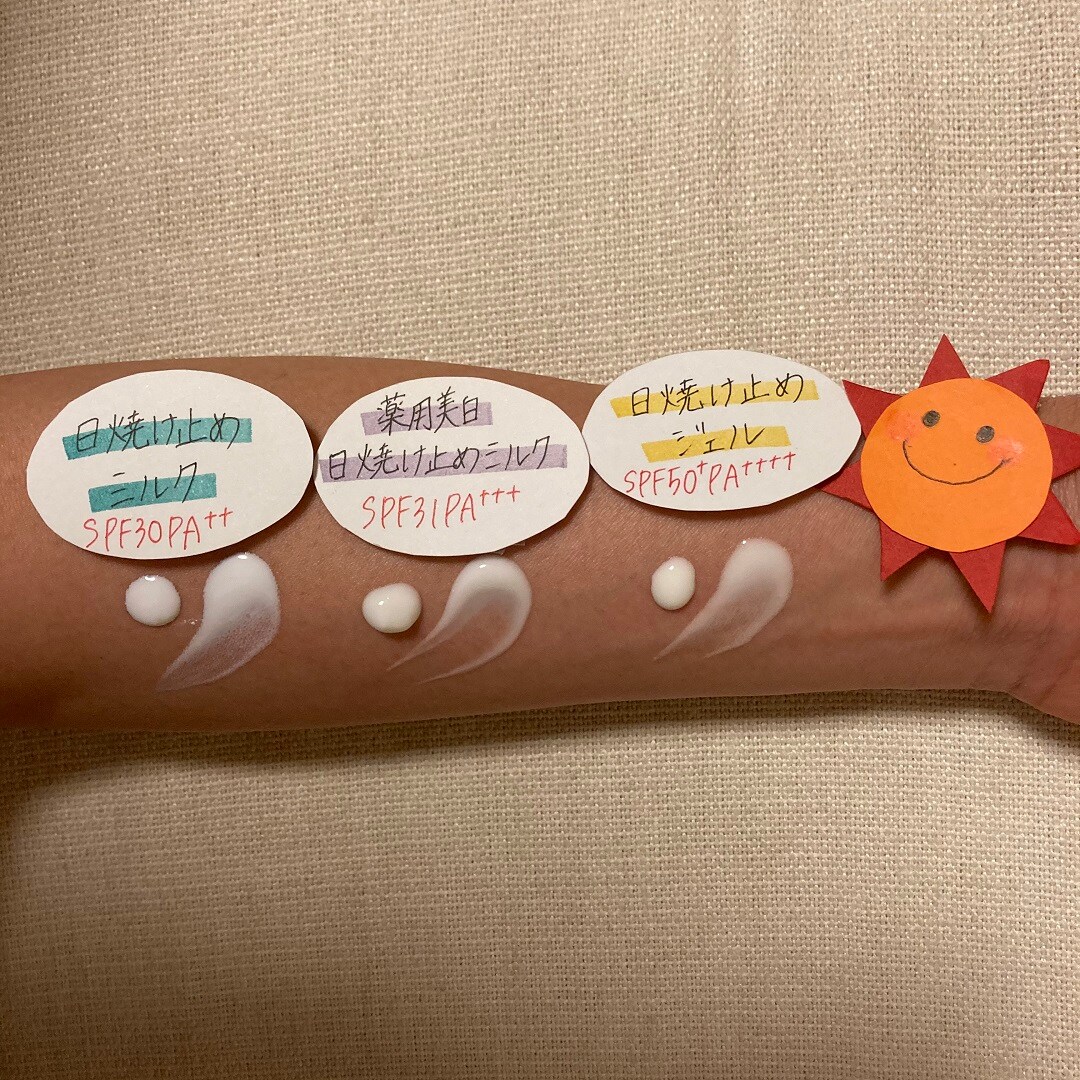 日焼け止め
ミルク
SPF30PA++
薬用美白
日焼け止めミルク
SPF31PA+++
日焼け止め
ジェル
SPF50+PA++++